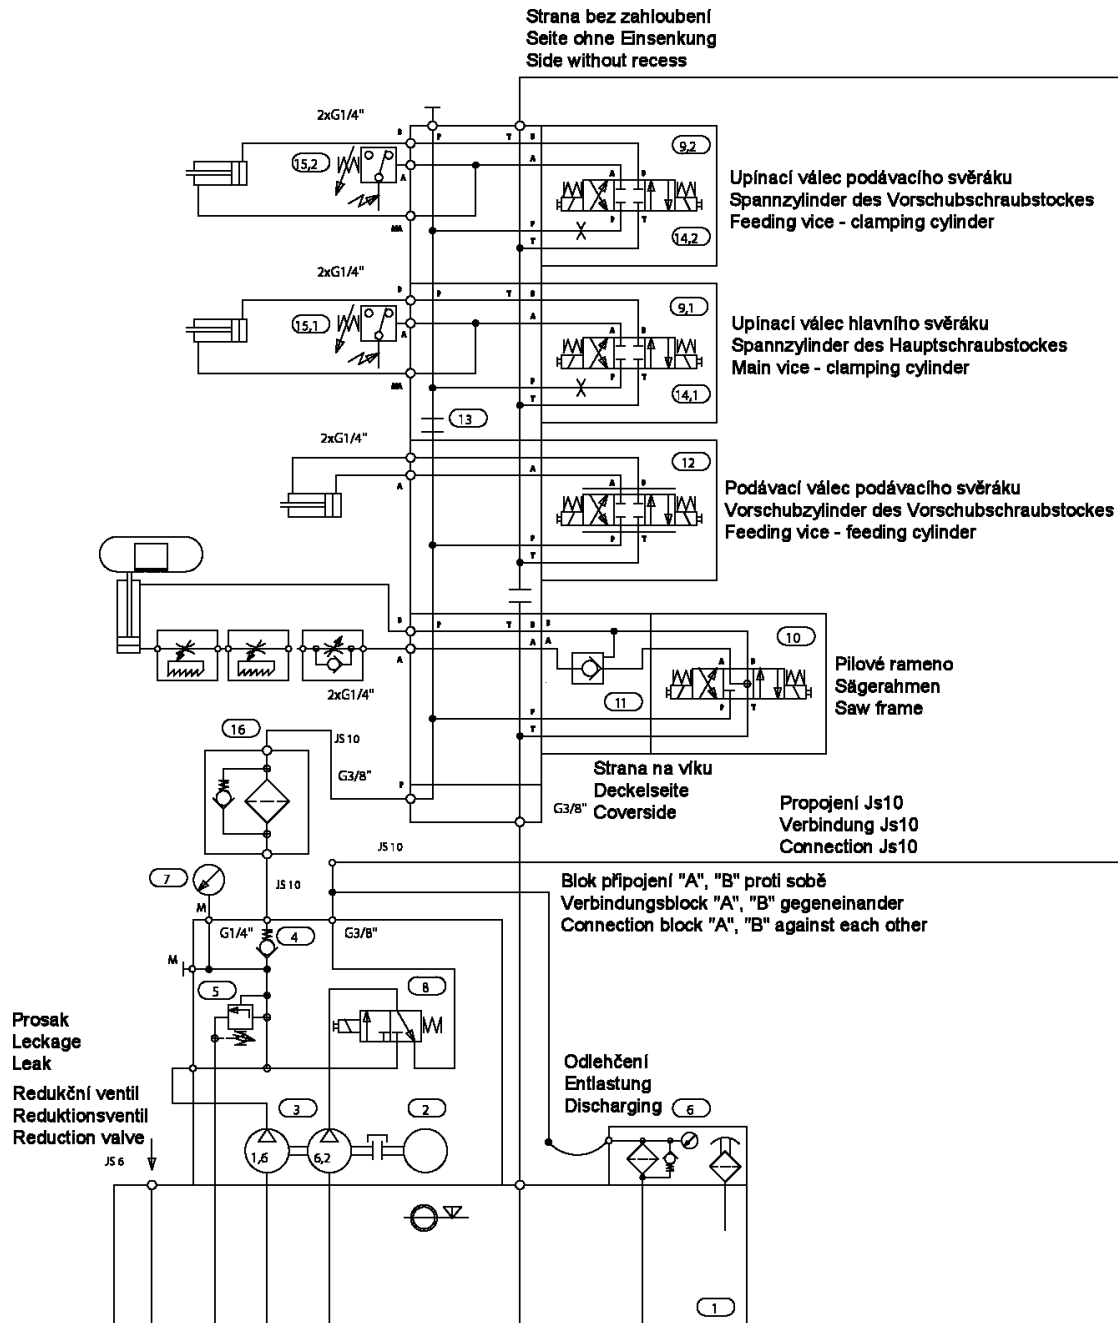 Strana bez zahloubení
Seite ohne Einsenkung
Side without recess
2xG1/4"
B
P
T
B
9,2
15,2
A
A
A
B
Upínací válec podávacího svěráku
Spannzylinder des Vorschubschraubstockes
Feeding vice - clamping cylinder
MA
P
P
T
T
14,2
2xG1/4"
B
P
T
B
9,1
15,1
A
A
A
B
Upínací válec hlavního svěráku
Spannzylinder des Hauptschraubstockes
Main vice - clamping cylinder
MA
P
P
T
T
14,1
13
2xG1/4"
12
A
A
A
B
Podávací válec podávacího svěráku
Vorschubzylinder des Vorschubschraubstockes
Feeding vice - feeding cylinder
P
P
T
T
B
P
T
B
B
10
A
A
A
A
B
Pilové rameno
Sägerahmen
Saw frame
2xG1/4"
11
P
P
T
T
16
JS 10
G3/8"
P
Strana na víku
Deckelseite
Coverside
G3/8"
Propojení Js10
Verbindung Js10
Connection Js10
JS 10
7
JS 10
Blok připojení "A", "B" proti sobě
Verbindungsblock "A", "B" gegeneinander
Connection block "A", "B" against each other
M
G1/4"
4
G3/8"
M
5
8
Prosak
Leckage
Leak
Redukční ventil
Reduktionsventil
Reduction valve
JS 6
Odlehčení
Entlastung
Discharging
6
3
2
1,6
6,2
1